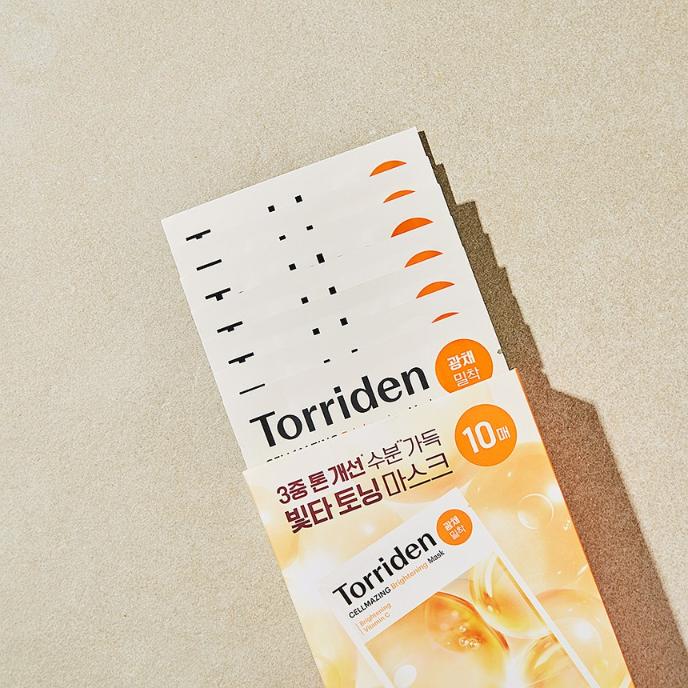 Torriden
광채
밀착
10매
3중 톤 개선* 수분*가득
빛타 토닝 마스크
광채
밀착
Torriden
CELLMAZING Brightening Mask
Brightening
Vitamin C